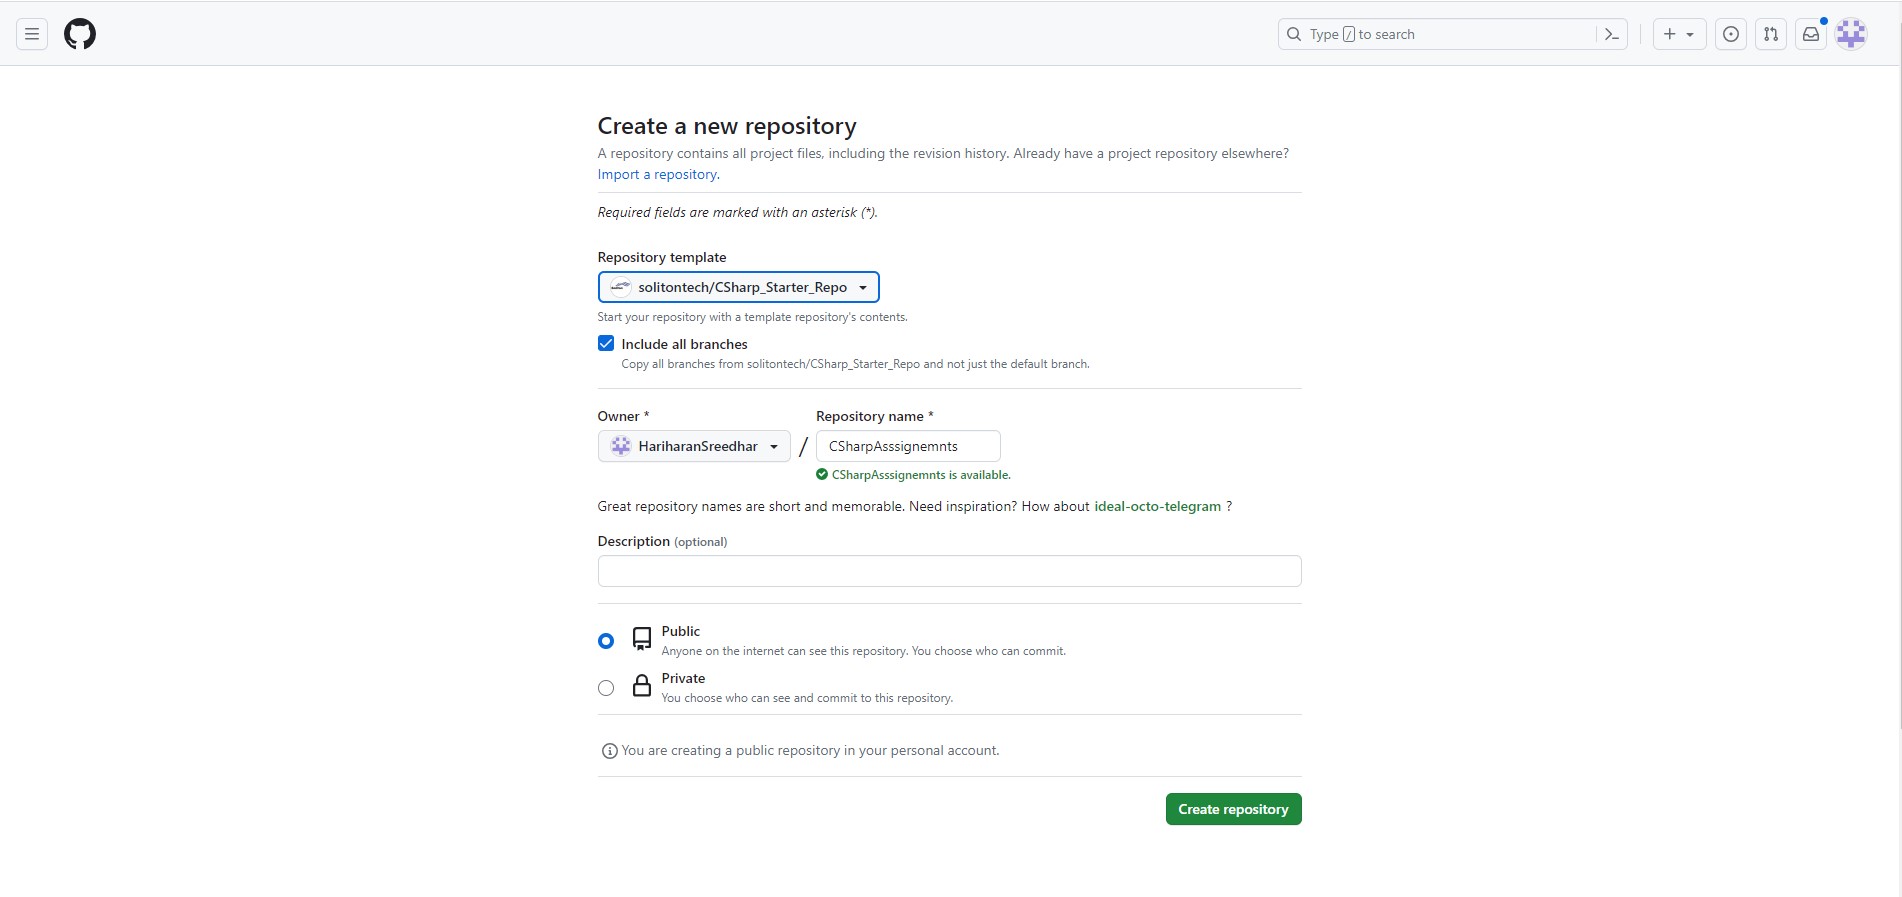 Type / to search
Create a new repository
A repository contains all project files, including the revision history. Already have a project repository elsewhere?
Import a repository.
Required fields are marked with an asterisk (*).
Repository template
solitontech/CSharp_Starter_Repo
Start your repository with a template repository's contents.
Include all branches
Copy all branches from solitontech/CSharp_Starter_Repo and not just the default branch.
Owner * Repository name *
HariharanSreedhar / CSharpAsssignemnts
CSharpAsssignemnts is available.
Great repository names are short and memorable. Need inspiration? How about ideal-octo-telegram ?
Description (optional)
Public
Anyone on the internet can see this repository. You choose who can commit.
Private
You choose who can see and commit to this repository.
You are creating a public repository in your personal account.
Create repository